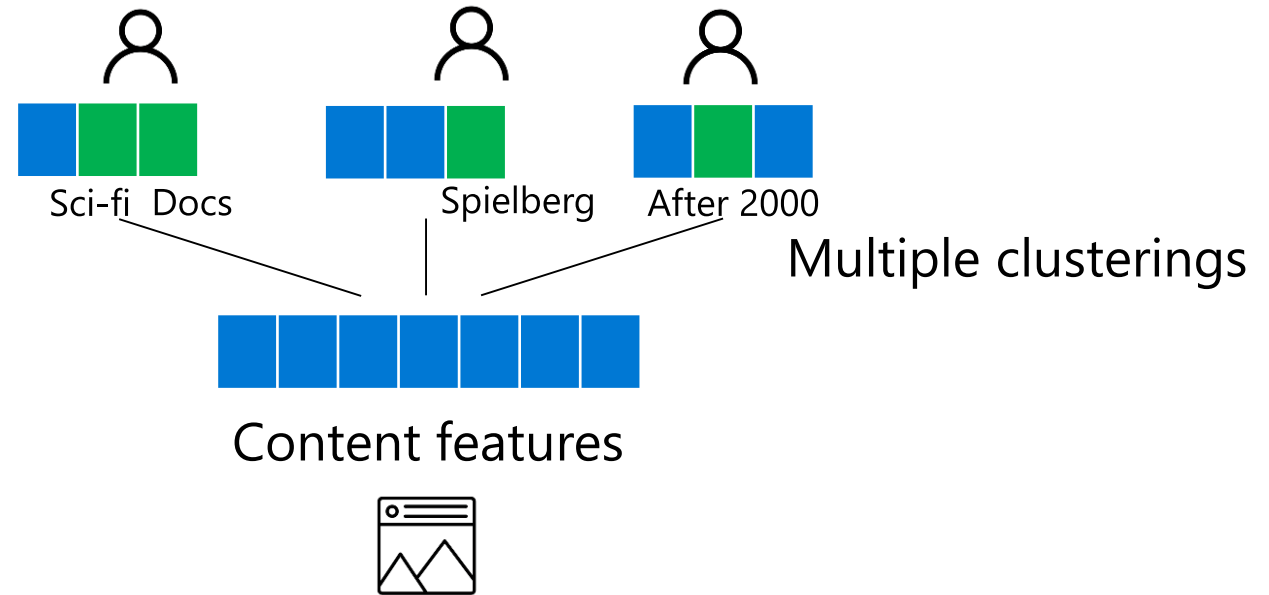 Sci-fi Docs
Spielberg
After 2000
Multiple clusterings
Content features